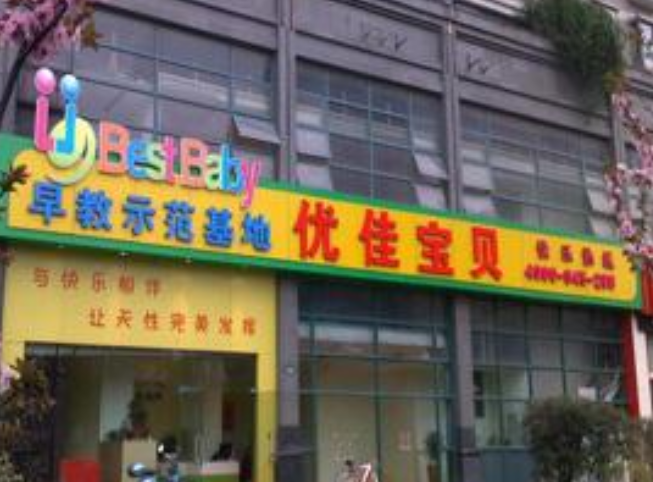 BestBaby
早教示范基地
优佳宝贝
与快乐相伴
让天性完美发挥